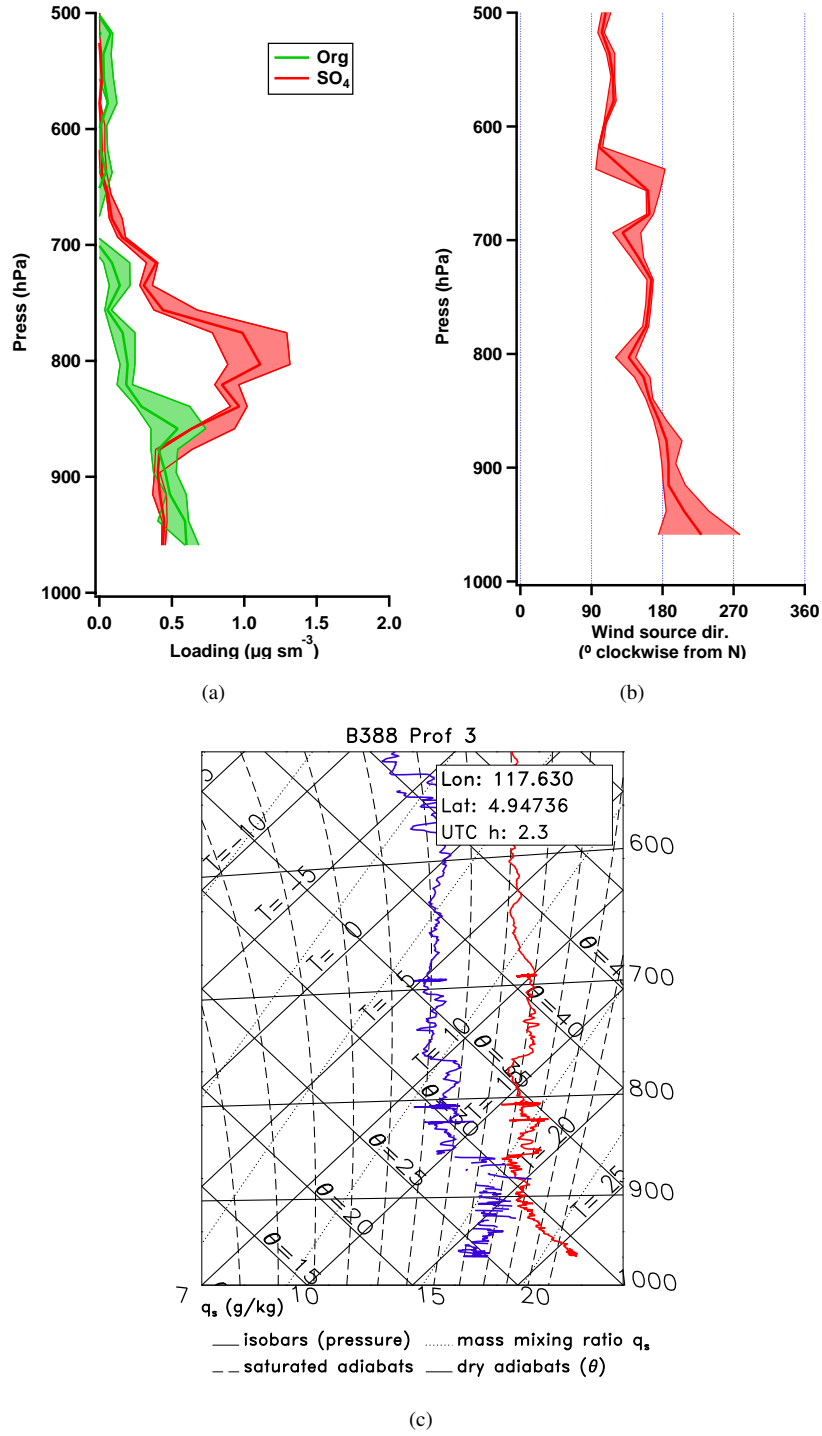 500
600
700
800
900
1000
Press (hPa)
Org
SO4
0.0 0.5 1.0 1.5 2.0
Loading (µg sm-3)
(a)
500
600
700
800
900
1000
Press (hPa)
0 90 180 270 360
Wind source dir.
(º clockwise from N)
(b)
B388 Prof 3
Lon: 117.630
Lat: 4.94736
UTC h: 2.3
600
700
800
900
1000
T=-10
T=-5
T= 0
T= 5
T= 10
T= 20
T= 25
θ=40
θ=35
θ=30
θ=25
θ=20
θ=15
7 10 15 20
qs (g/kg)
isobars (pressure) mass mixing ratio qs
saturated adiabats dry adiabats (θ)
(c)